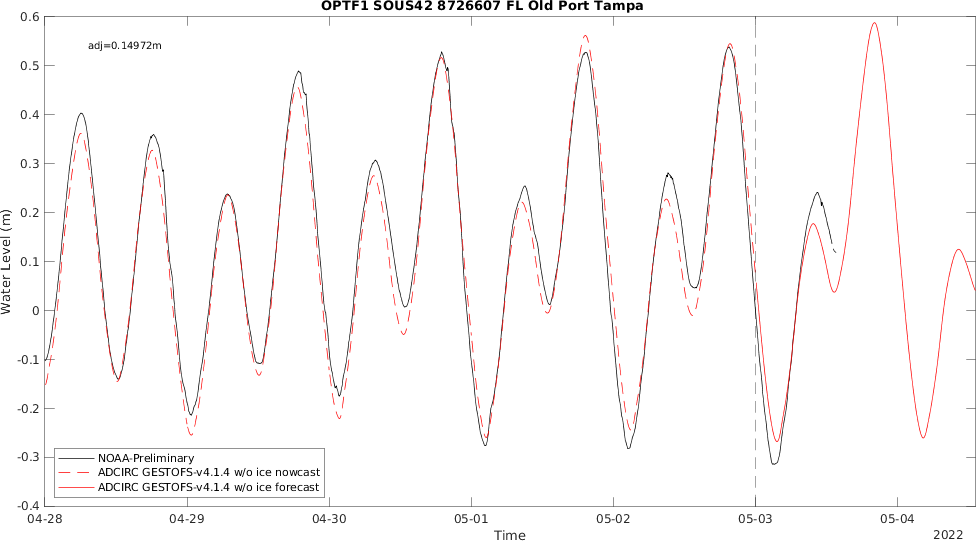 OPTF1 SOUS42 8726607 FL Old Port Tampa
adj=0.14972m
Water Level (m)
0.6
0.5
0.4
0.3
0.2
0.1
0
-0.1
-0.2
-0.3
-0.4
NOAA-Preliminary
ADCIRC GESTOFS-v4.1.4 w/o ice nowcast
ADCIRC GESTOFS-v4.1.4 w/o ice forecast
04-28 04-29 04-30 05-01 05-02 05-03 05-04
Time
2022